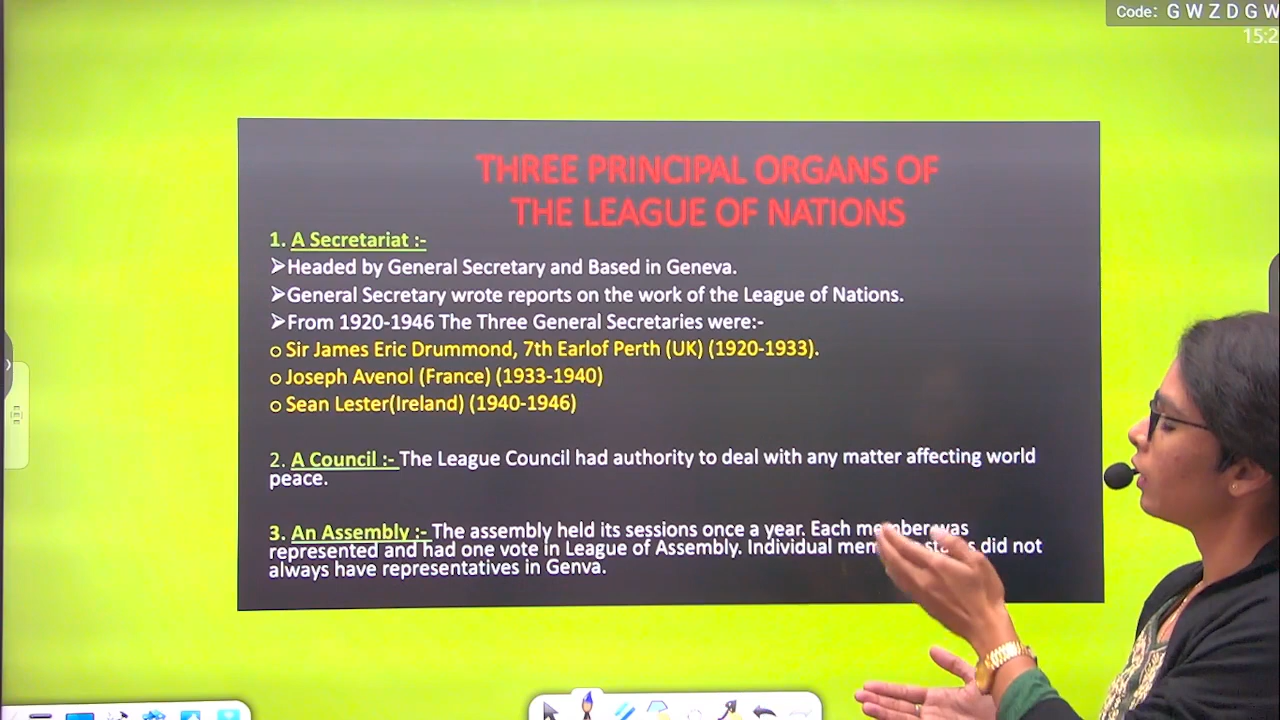 Code: G W Z D G W
15:2
THREE PRINCIPAL ORGANS OF
THE LEAGUE OF NATIONS
1. A Secretariat :-
➢Headed by General Secretary and Based in Geneva.
➢General Secretary wrote reports on the work of the League of Nations.
➢From 1920-1946 The Three General Secretaries were:-
o Sir James Eric Drummond, 7th Earlof Perth (UK) (1920-1933).
o Joseph Avenol (France) (1933-1940)
o Sean Lester(Ireland) (1940-1946)
2. A Council :- The League Council had authority to deal with any matter affecting world
peace.
3. An Assembly :- The assembly held its sessions once a year. Each member was
represented and had one vote in League of Assembly. Individual did not
always have representatives in Genva.